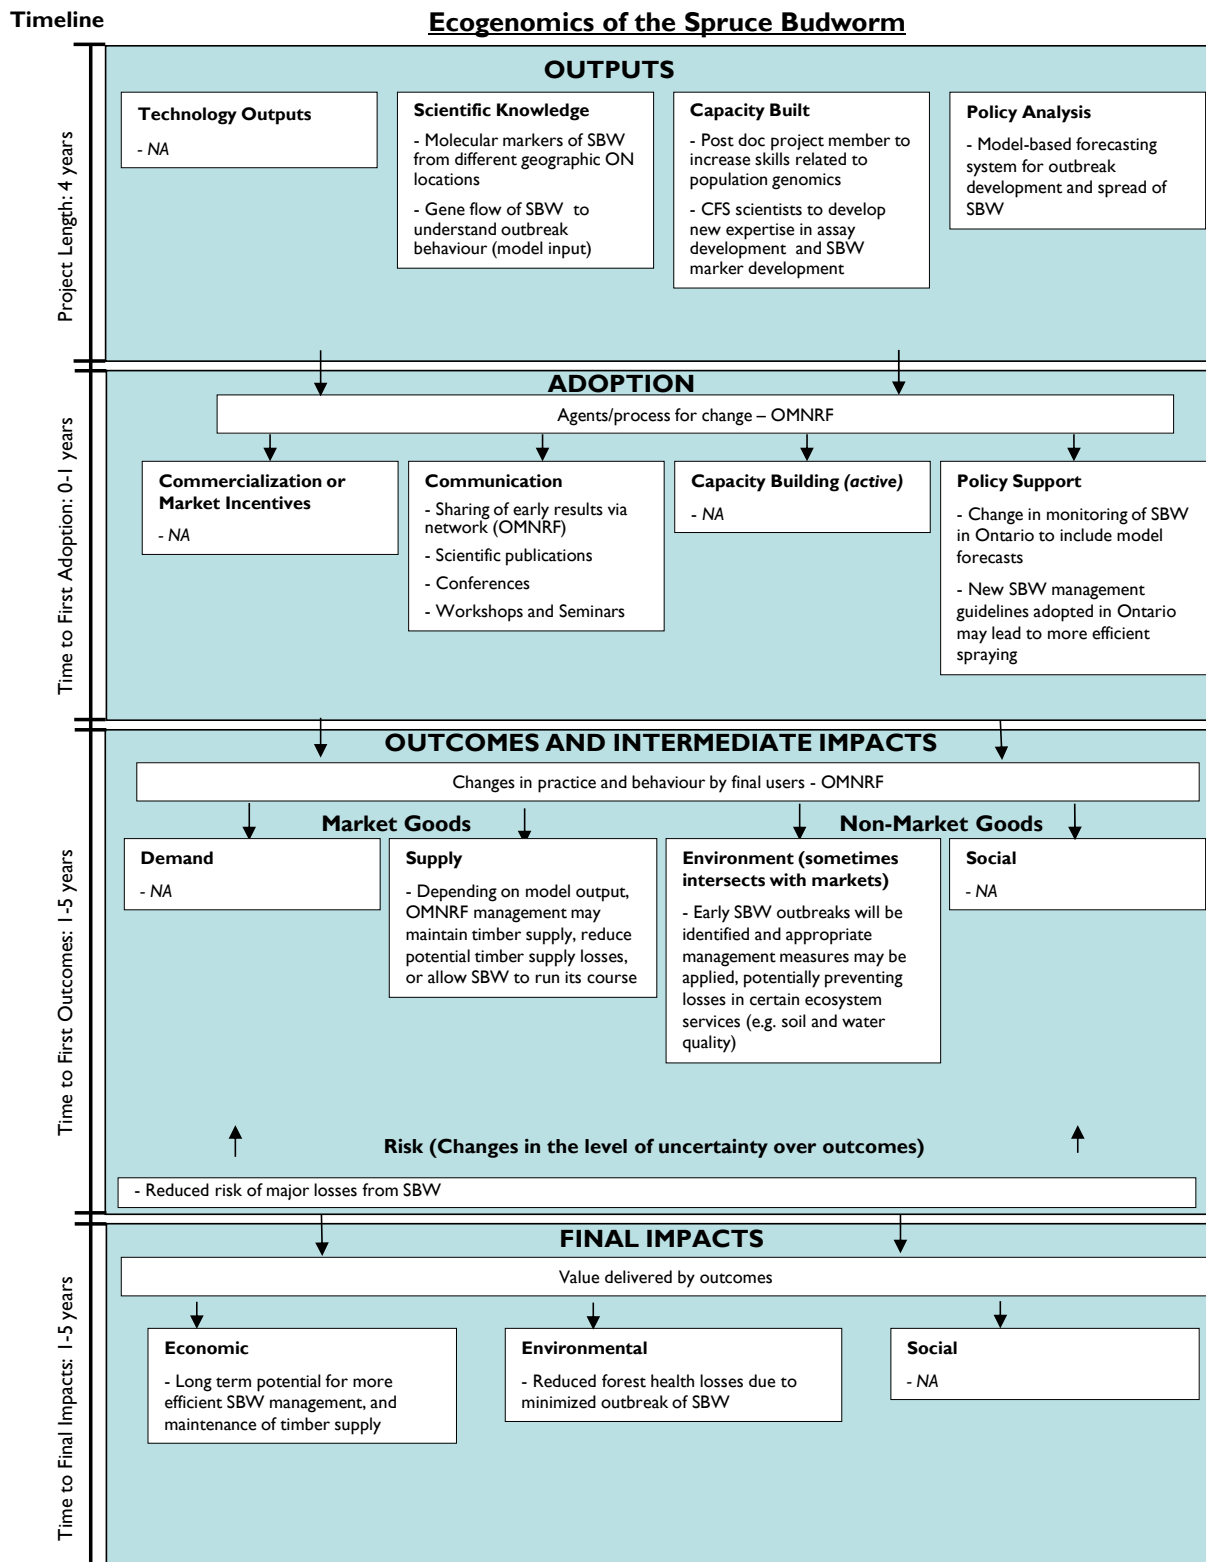 Timeline
Ecogenomics of the Spruce Budworm
Project Length: 4 years
OUTPUTS
Technology Outputs
- NA
Scientific Knowledge
- Molecular markers of SBW
from different geographic ON
locations
- Gene flow of SBW to
understand outbreak
behaviour (model input)
Capacity Built
- Post doc project member to
increase skills related to
population genomics
- CFS scientists to develop
new expertise in assay
development and SBW
marker development
Policy Analysis
- Model-based forecasting
system for outbreak
development and spread of
SBW
Time to First Adoption: 0-1 years
ADOPTION
Agents/process for change – OMNRF
Commercialization or
Market Incentives
- NA
Communication
- Sharing of early results via
network (OMNRF)
- Scientific publications
- Conferences
- Workshops and Seminars
Capacity Building (active)
- NA
Policy Support
- Change in monitoring of SBW
in Ontario to include model
forecasts
- New SBW management
guidelines adopted in Ontario
may lead to more efficient
spraying
Time to First Outcomes: 1-5 years
OUTCOMES AND INTERMEDIATE IMPACTS
Changes in practice and behaviour by final users - OMNRF
Market Goods
Non-Market Goods
Demand
- NA
Supply
- Depending on model output,
OMNRF management may
maintain timber supply, reduce
potential timber supply losses,
or allow SBW to run its course
Environment (sometimes
intersects with markets)
- Early SBW outbreaks will be
identified and appropriate
management measures may be
applied, potentially preventing
losses in certain ecosystem
services (e.g. soil and water
quality)
Social
- NA
Risk (Changes in the level of uncertainty over outcomes)
- Reduced risk of major losses from SBW
Time to Final Impacts: 1-5 years
FINAL IMPACTS
Value delivered by outcomes
Economic
- Long term potential for more
efficient SBW management, and
maintenance of timber supply
Environmental
- Reduced forest health losses due to
minimized outbreak of SBW
Social
- NA